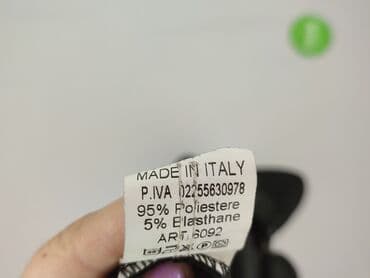 MADE IN ITALY
P.IVA 02255630978
95% Poliestere
5% Elasthane
ART. 6092